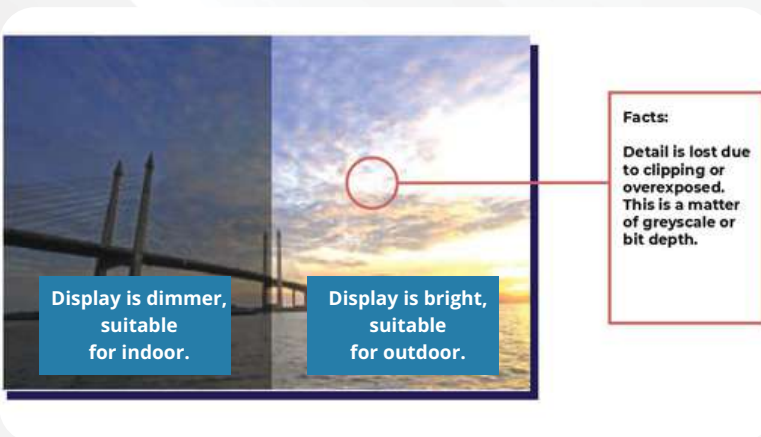 Display is dimmer,
suitable
for indoor.
Display is bright,
suitable
for outdoor.
Facts:
Detail is lost due
to clipping or
overexposed.
This is a matter
of greyscale or
bit depth.